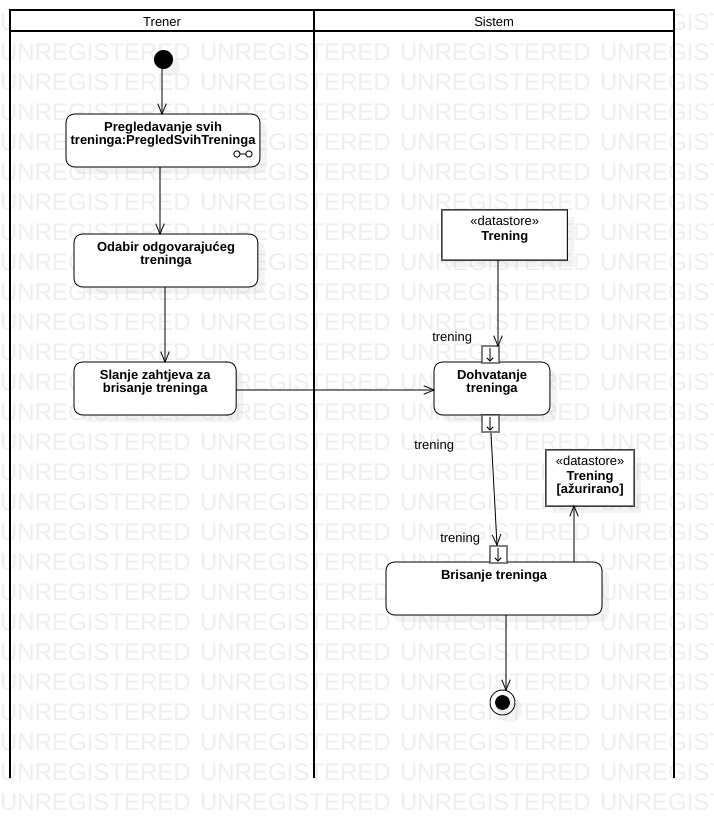 Trener
Sistem
Pregledavanje svih
treninga:PregledSvihTreninga
Odabir odgovarajućeg
treninga
«datastore»
Trening
trening
Slanje zahtjeva za
brisanje treninga
Dohvatanje
treninga
trening
«datastore»
Trening
[ažurirano]
trening
Brisanje treninga
UNREGISTERED UNREGISTERED UNREGISTERED UNREGISTERED